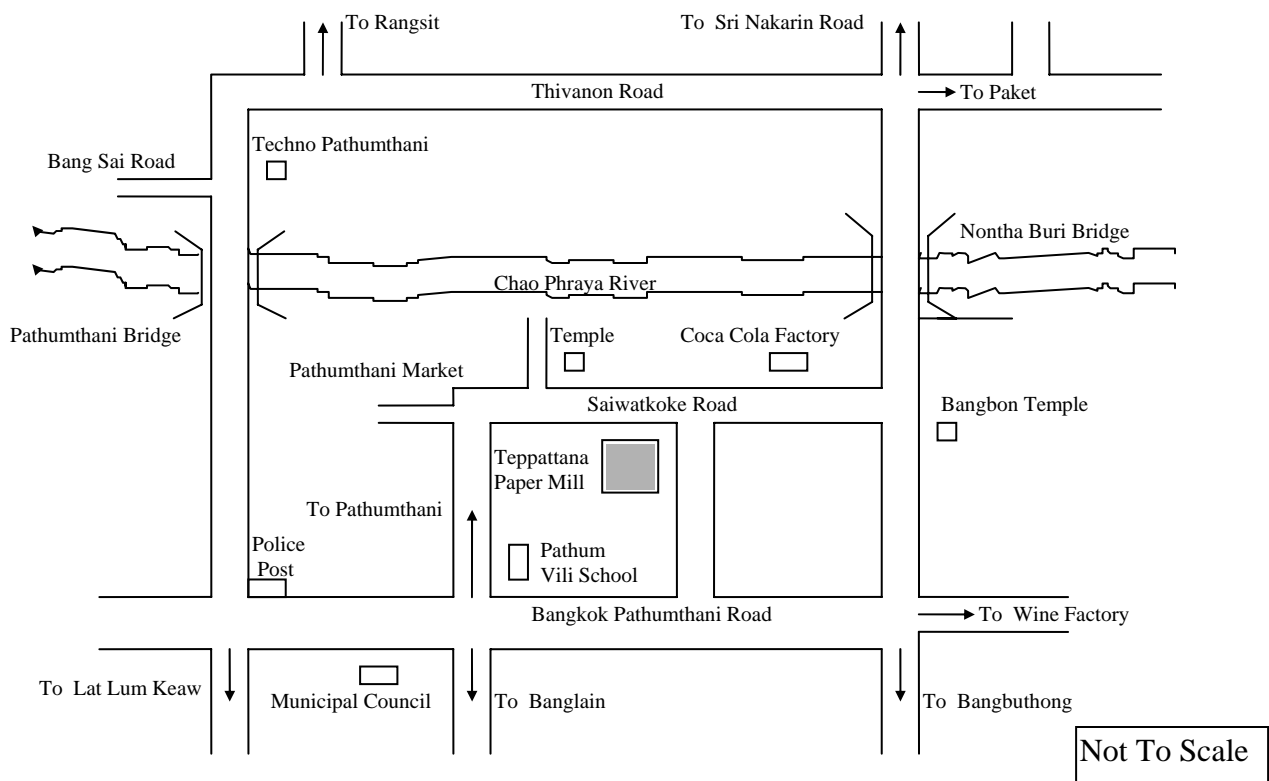 To Rangsit
To Sri Nakarin Road
Thivanon Road
To Paket
Techno Pathumthani
Bang Sai Road
Nontha Buri Bridge
Chao Phraya River
Pathumthani Bridge
Temple
Coca Cola Factory
Pathumthani Market
Saiwatkoke Road
Bangbon Temple
Teppattana
Paper Mill
To Pathumthani
Police
Post
Pathum
Vili School
Bangkok Pathumthani Road
To Wine Factory
To Lat Lum Keaw
Municipal Council
To Banglain
To Bangbuthong
Not To Scale